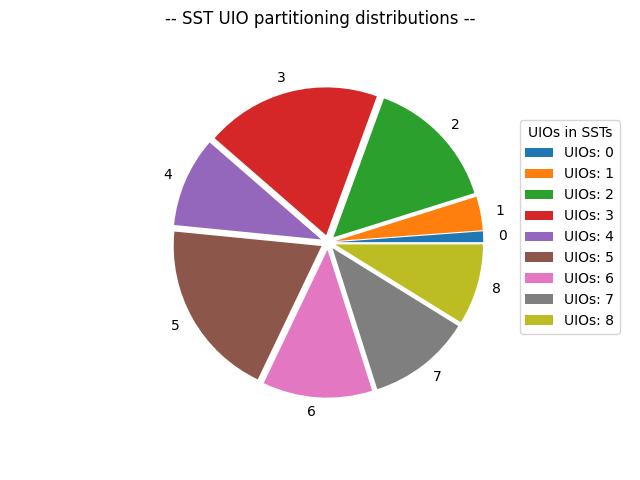 -- SST UIO partitioning distributions --
3
2
4
1
0
5
8
7
6
UIOs in SSTs
UIOs: 0
UIOs: 1
UIOs: 2
UIOs: 3
UIOs: 4
UIOs: 5
UIOs: 6
UIOs: 7
UIOs: 8